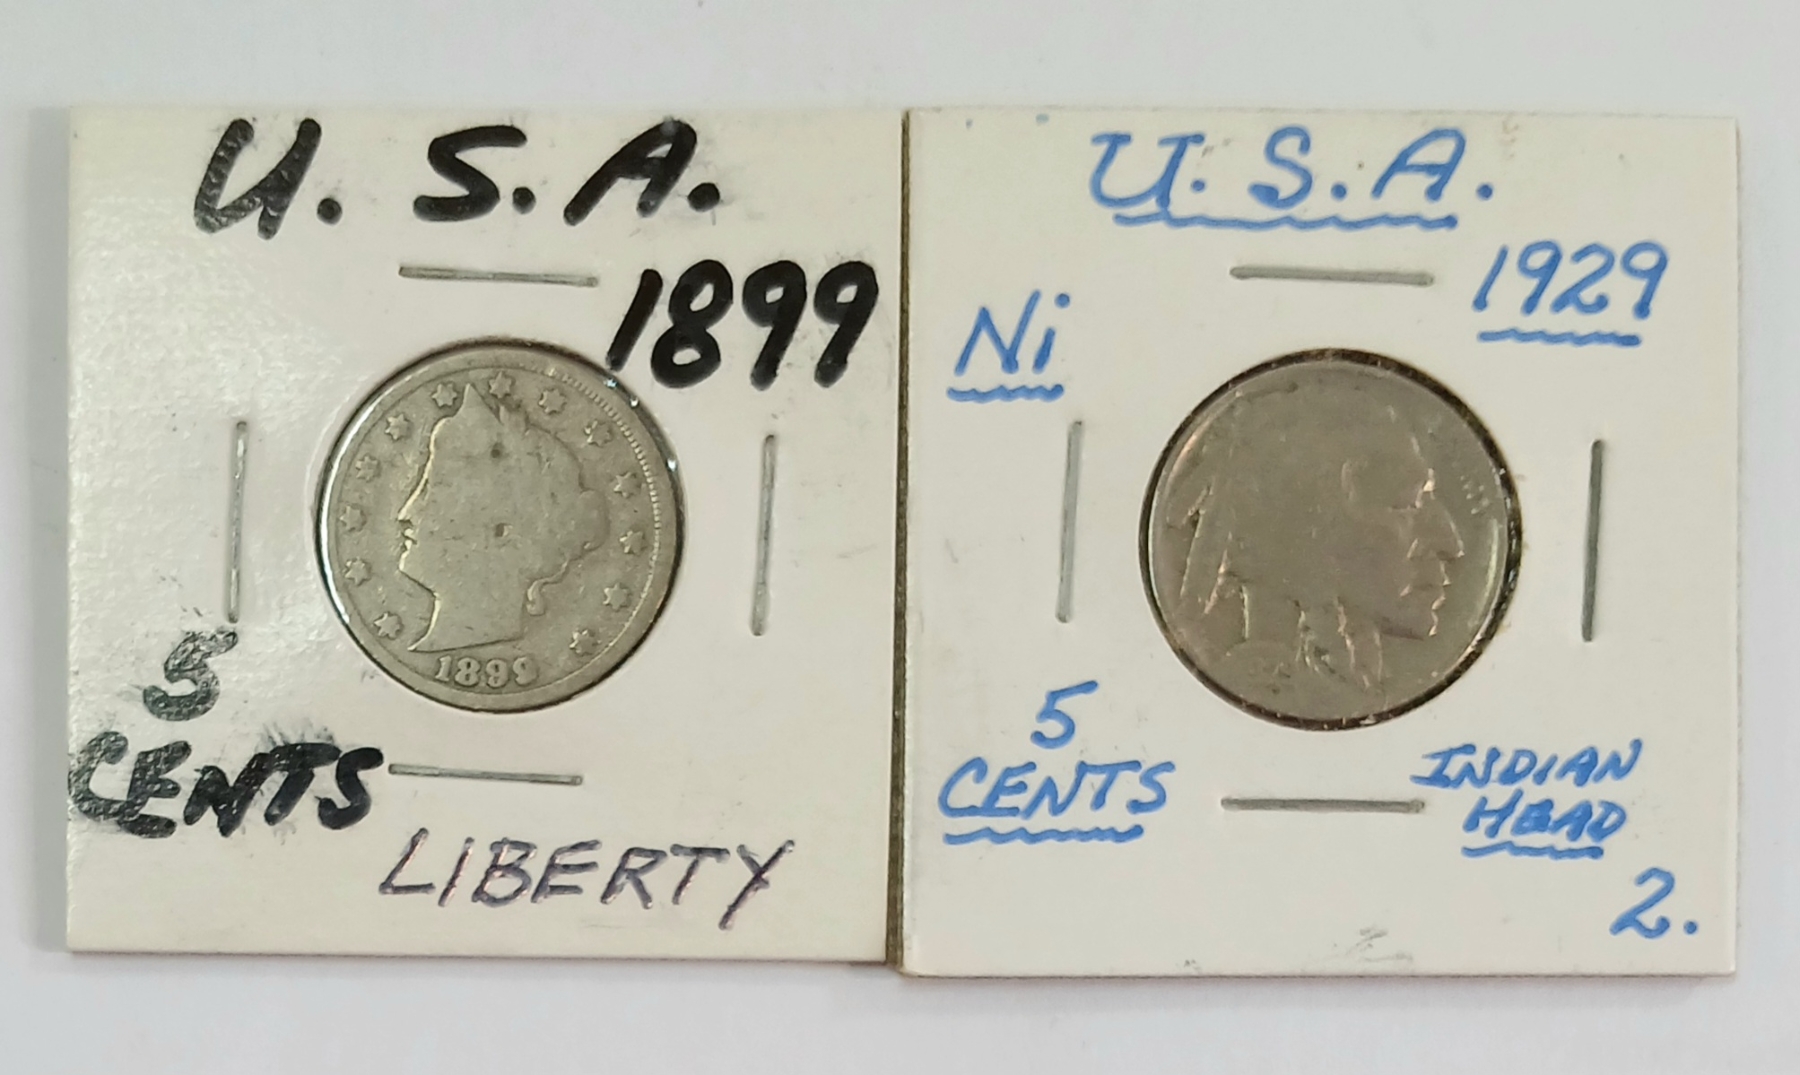 U. S. A.
1899
1899
5
CENTS
LIBERTY
U. S. A.
1929
Ni
5
CENTS
INDIAN
HEAD
2.